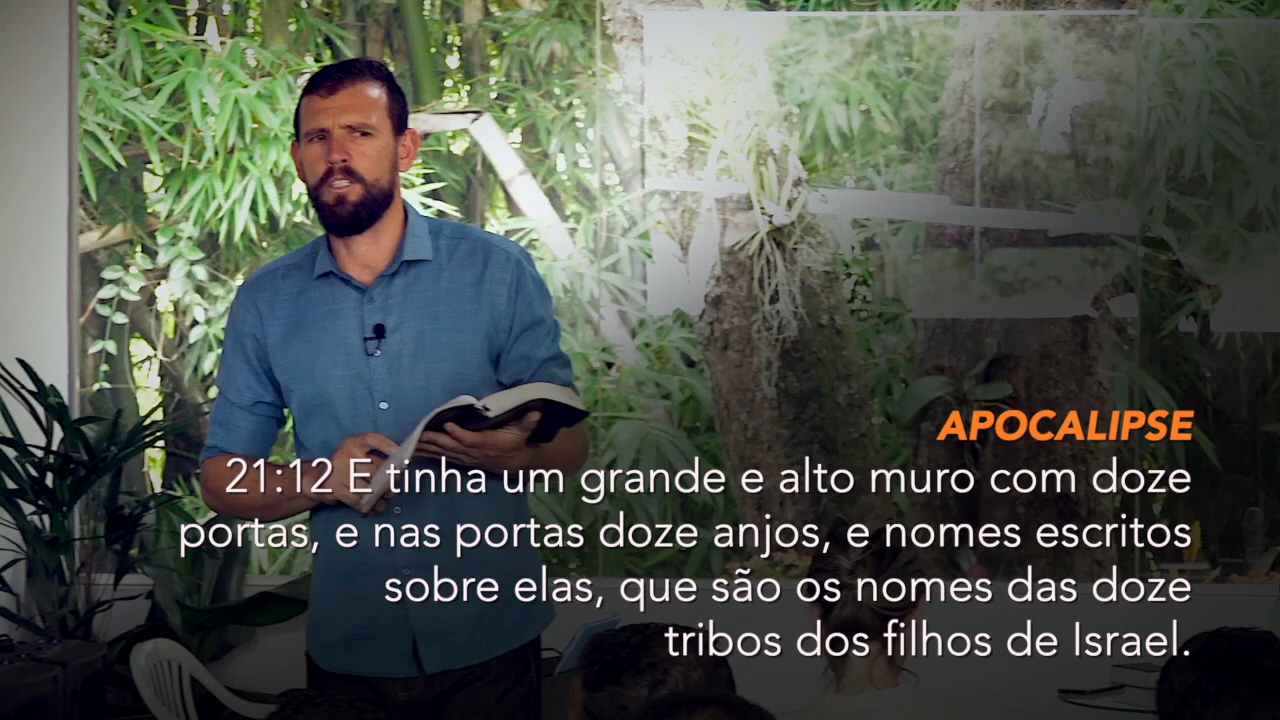 APOCALIPSE
21:12 E tinha um grande e alto muro com doze
portas, e nas portas doze anjos, e nomes escritos
sobre elas, que são os nomes das doze
tribos dos filhos de Israel.